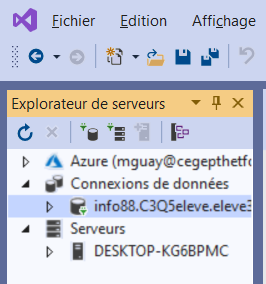 Fichier Edition Affichage
Explorateur de serveurs
Azure (mguay@cegepthetfo
Connexions de données
info88.C3Q5eleve.eleve3
Serveurs
DESKTOP-KG6BPMC